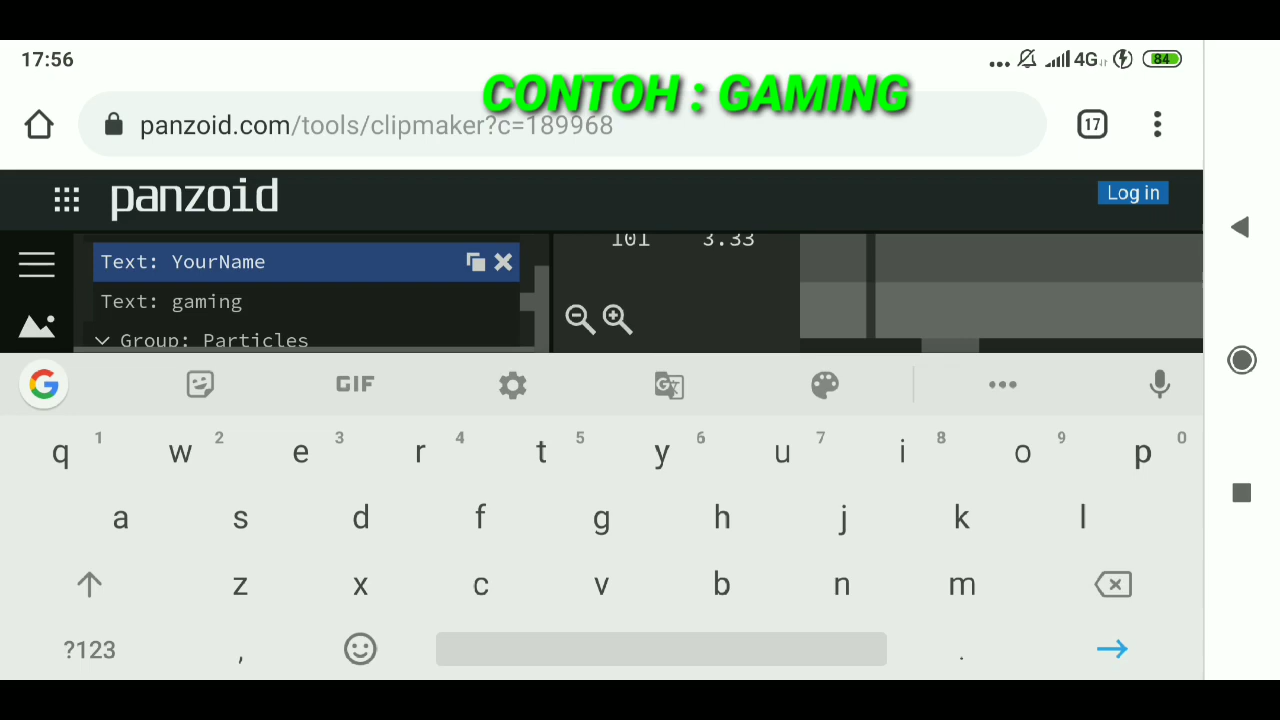 17:56
4G
84
CONTOH : GAMING
panzoid.com/tools/clipmaker?c=189968
17
panzoid
Log in
101 3.33
Text: YourName
Text: gaming
Group: Particles
G GIF G
q 1 w 2 e 3 r 4 t 5 y 6 u 7 i 8 o 9 p 0
a s d f g h j k l
z x c v b n m
?123 , .